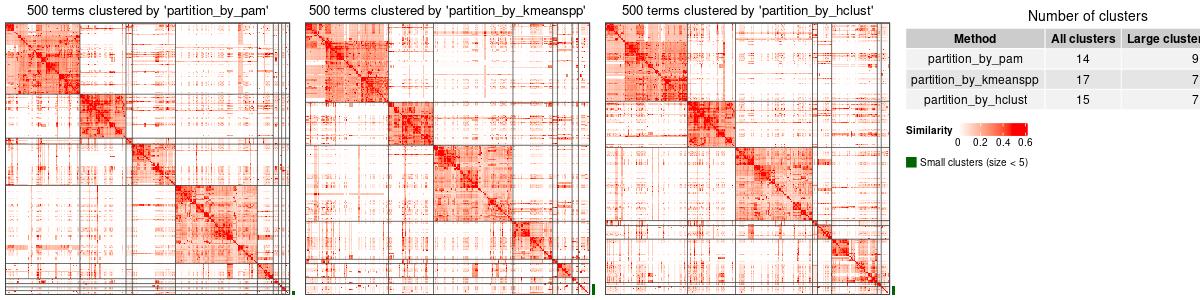 500 terms clustered by 'partition_by_pam'
500 terms clustered by 'partition_by_kmeanspp'
500 terms clustered by 'partition_by_hclust'
Number of clusters
Method All clusters Large cluster
partition_by_pam 14 9
partition_by_kmeanspp 17 7
partition_by_hclust 15 7
Similarity
0 0.2 0.4 0.6
Small clusters (size < 5)